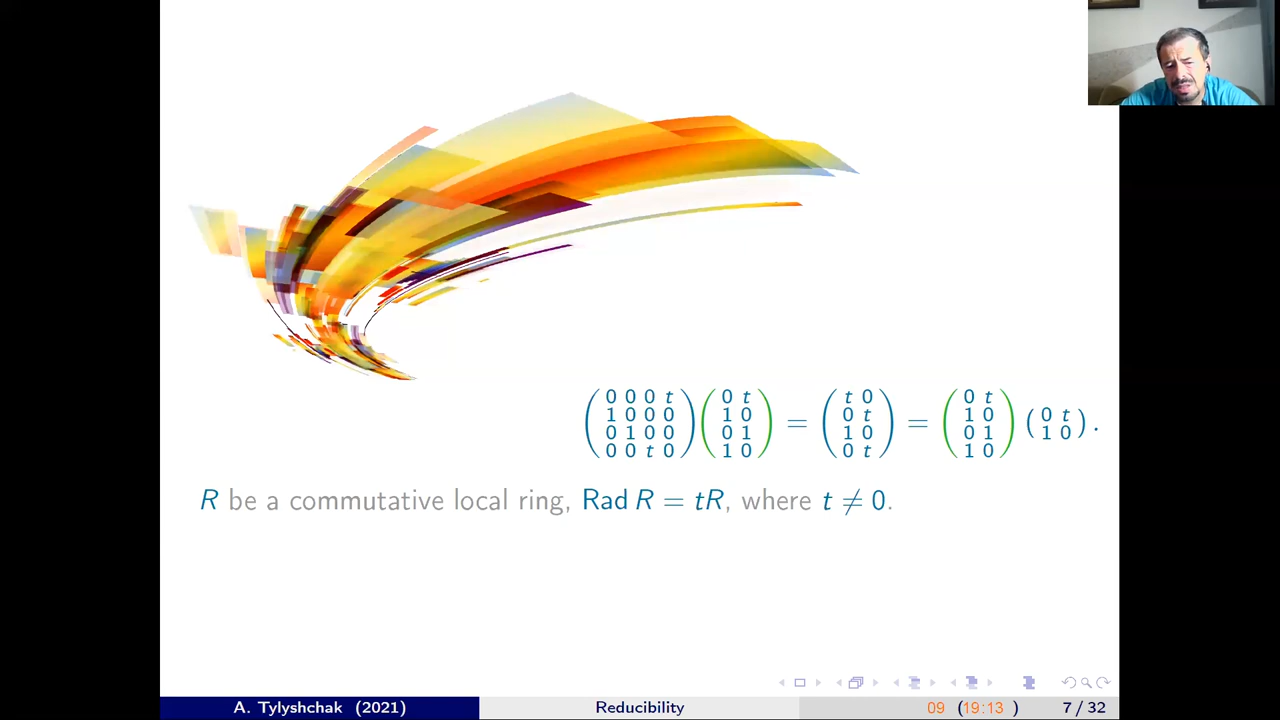 0 0 0 t   0 t   t 0   0 t
1 0 0 0   1 0   0 t   1 0   0 t
0 1 0 0   0 1 = 1 0 = 0 1   1 0 .
0 0 t 0   1 0   0 t   1 0
R be a commutative local ring, Rad R = tR, where t ≠ 0.
A. Tylyshchak (2021) Reducibility 09 (19:13 ) 7 / 32